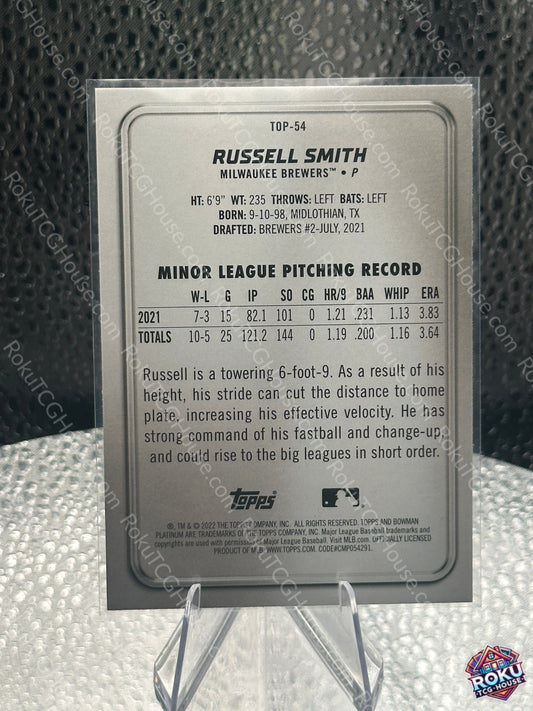 TOP-54
RUSSELL SMITH
MILWAUKEE BREWERS™ • P
HT: 6'9" WT: 235 THROWS: LEFT BATS: LEFT
BORN: 9-10-98, MIDLOTHIAN, TX
DRAFTED: BREWERS #2-JULY, 2021
MINOR LEAGUE PITCHING RECORD
W-L G IP SO CG HR/9 BAA WHIP ERA
2021 7-3 15 82.1 101 0 1.21 .231 1.13 3.83
TOTALS 10-5 25 121.2 144 0 1.19 .200 1.16 3.64
Russell is a towering 6-foot-9. As a result of his
height, his stride can cut the distance to home
plate, increasing his effective velocity. He has
strong command of his fastball and change-up
and could rise to the big leagues in short order.
Topps
®, TM & © 2022 THE TOPPS COMPANY, INC. ALL RIGHTS RESERVED. TOPPS AND BOWMAN
PLATINUM ARE TRADEMARKS OF THE TOPPS COMPANY, INC. Major League Baseball trademarks and
copyrights are used with permission of Major League Baseball. Visit MLB.com. OFFICIALLY LICENSED
PRODUCT OF MLB. WWW.TOPPS.COM. CODE#CMP054291
RokuTCGHouse.com
ROKU
TCG HOUSE